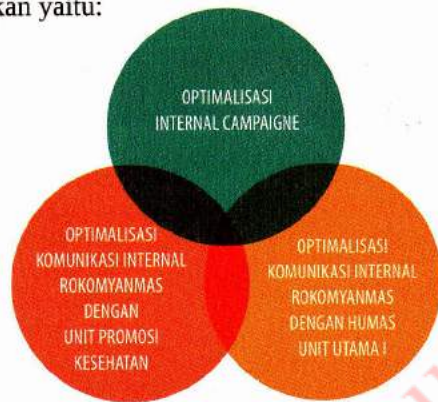 kan yaitu:
OPTIMALISASI
INTERNAL CAMPAIGNE
OPTIMALISASI
KOMUNIKASI INTERNAL
ROKOMYANMAS
DENGAN
UNIT PROMOSI
KESEHATAN
OPTIMALISASI
KOMUNIKASI INTERNAL
ROKOMYANMAS
DENGAN HUMAS
UNIT UTAMA I